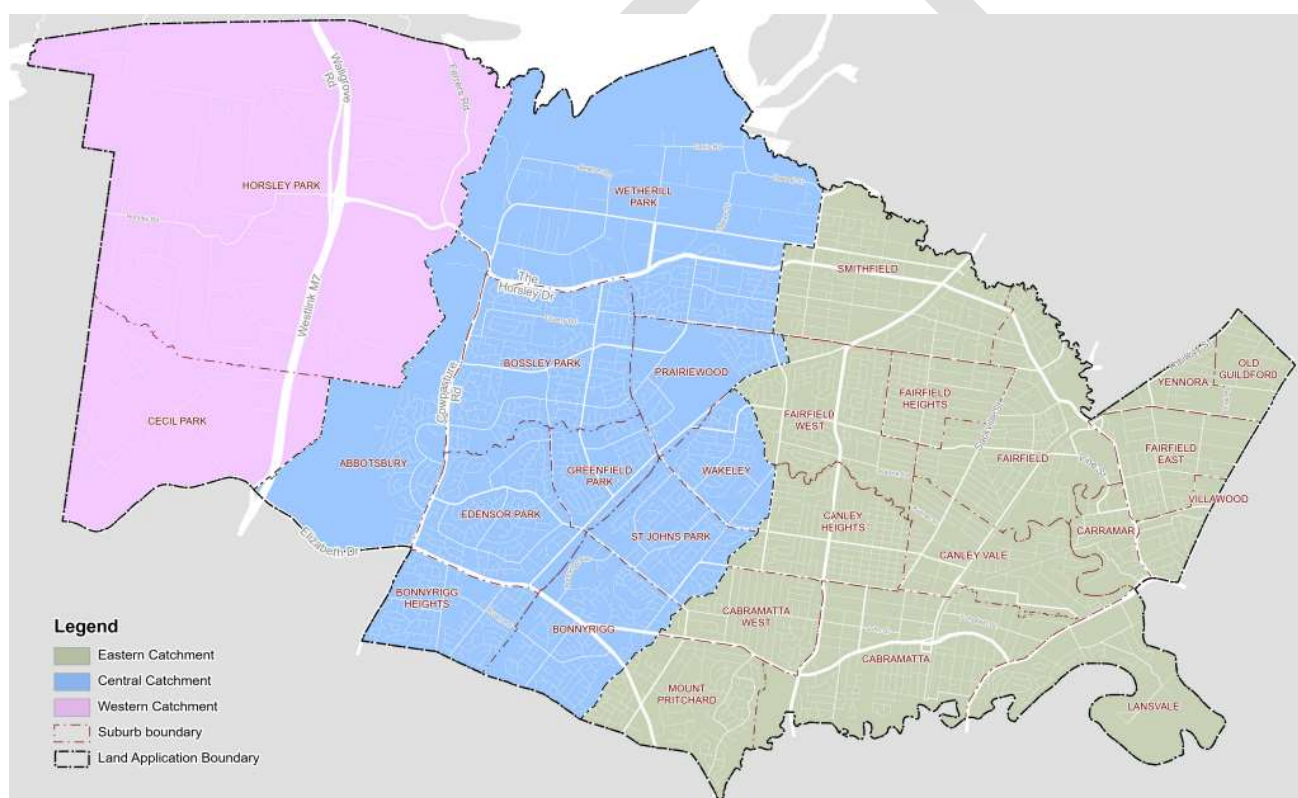 Wallgrove
Rd
Ferrers Rd
HORSLEY PARK
WETHERILL
PARK
SMITHFIELD
The
Horsley Dr
Westlink M7
OLD
GUILDFORD
YENNORA
BOSSLEY PARK
PRAIRIEWOOD
FAIRFIELD
HEIGHTS
Cowpasture
Rd
CECIL PARK
FAIRFIELD
WEST
ABBOTSBURY
GREENFIELD
PARK
WAKELEY
FAIRFIELD
FAIRFIELD
EAST
VILLAWOOD
EDENSOR PARK
CANLEY
HEIGHTS
ST JOHNS PARK
CARRAMAR
Elizabeth Dr
CANLEY VALE
BONNYRIGG
HEIGHTS
CABRAMATTA
WEST
BONNYRIGG
CABRAMATTA
MOUNT
PRITCHARD
LANSVALE
Legend
Eastern Catchment
Central Catchment
Western Catchment
Suburb boundary
Land Application Boundary